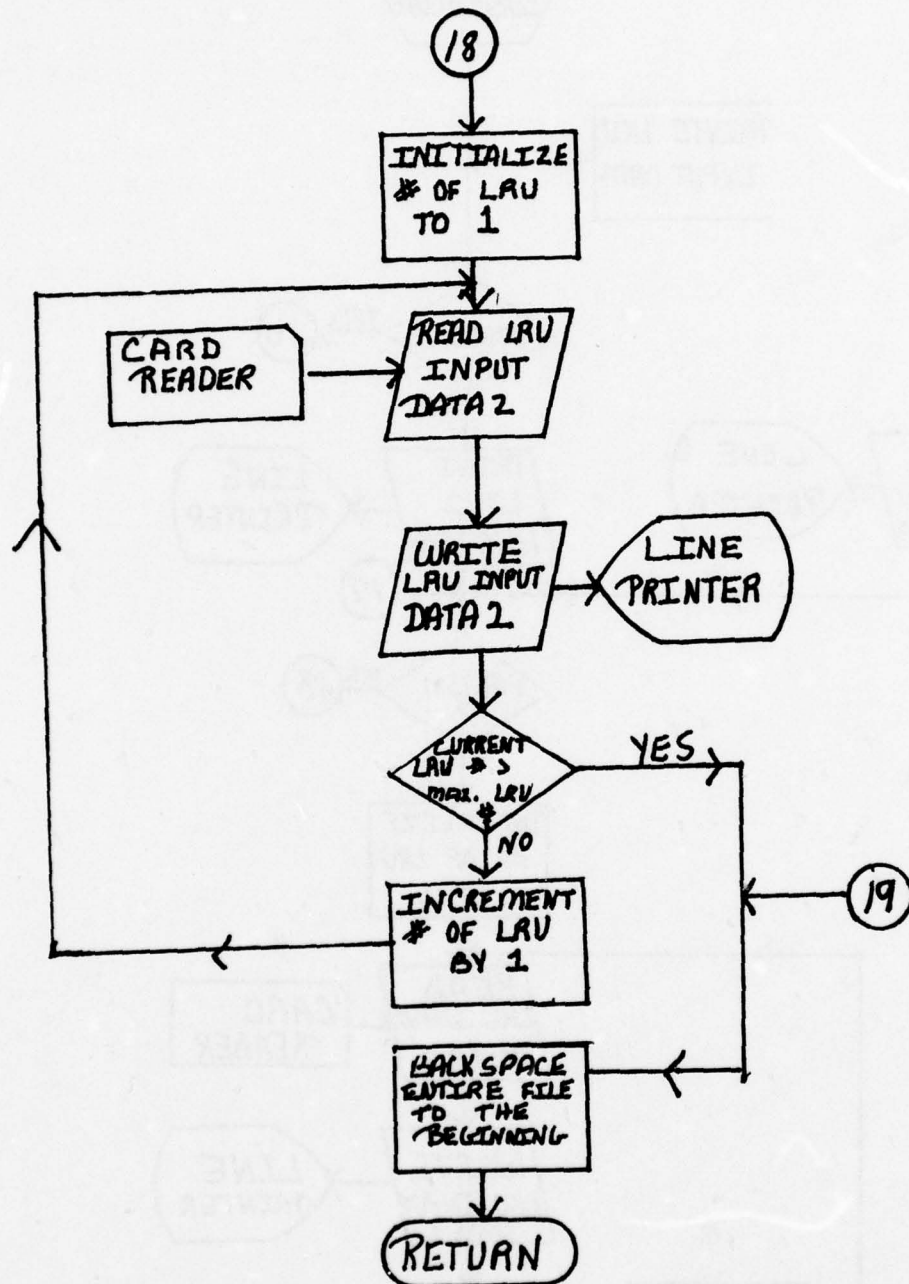 18
INITIALIZE
# OF LRU
TO 1
CARD
READER
READ LRU
INPUT
DATA 2
WRITE
LRU INPUT
DATA 2
LINE
PRINTER
CURRENT
LRU # >
MAX. LRU
#
YES
NO
19
INCREMENT
# OF LRU
BY 1
BACKSPACE
ENTIRE FILE
TO THE
BEGINNING
RETURN